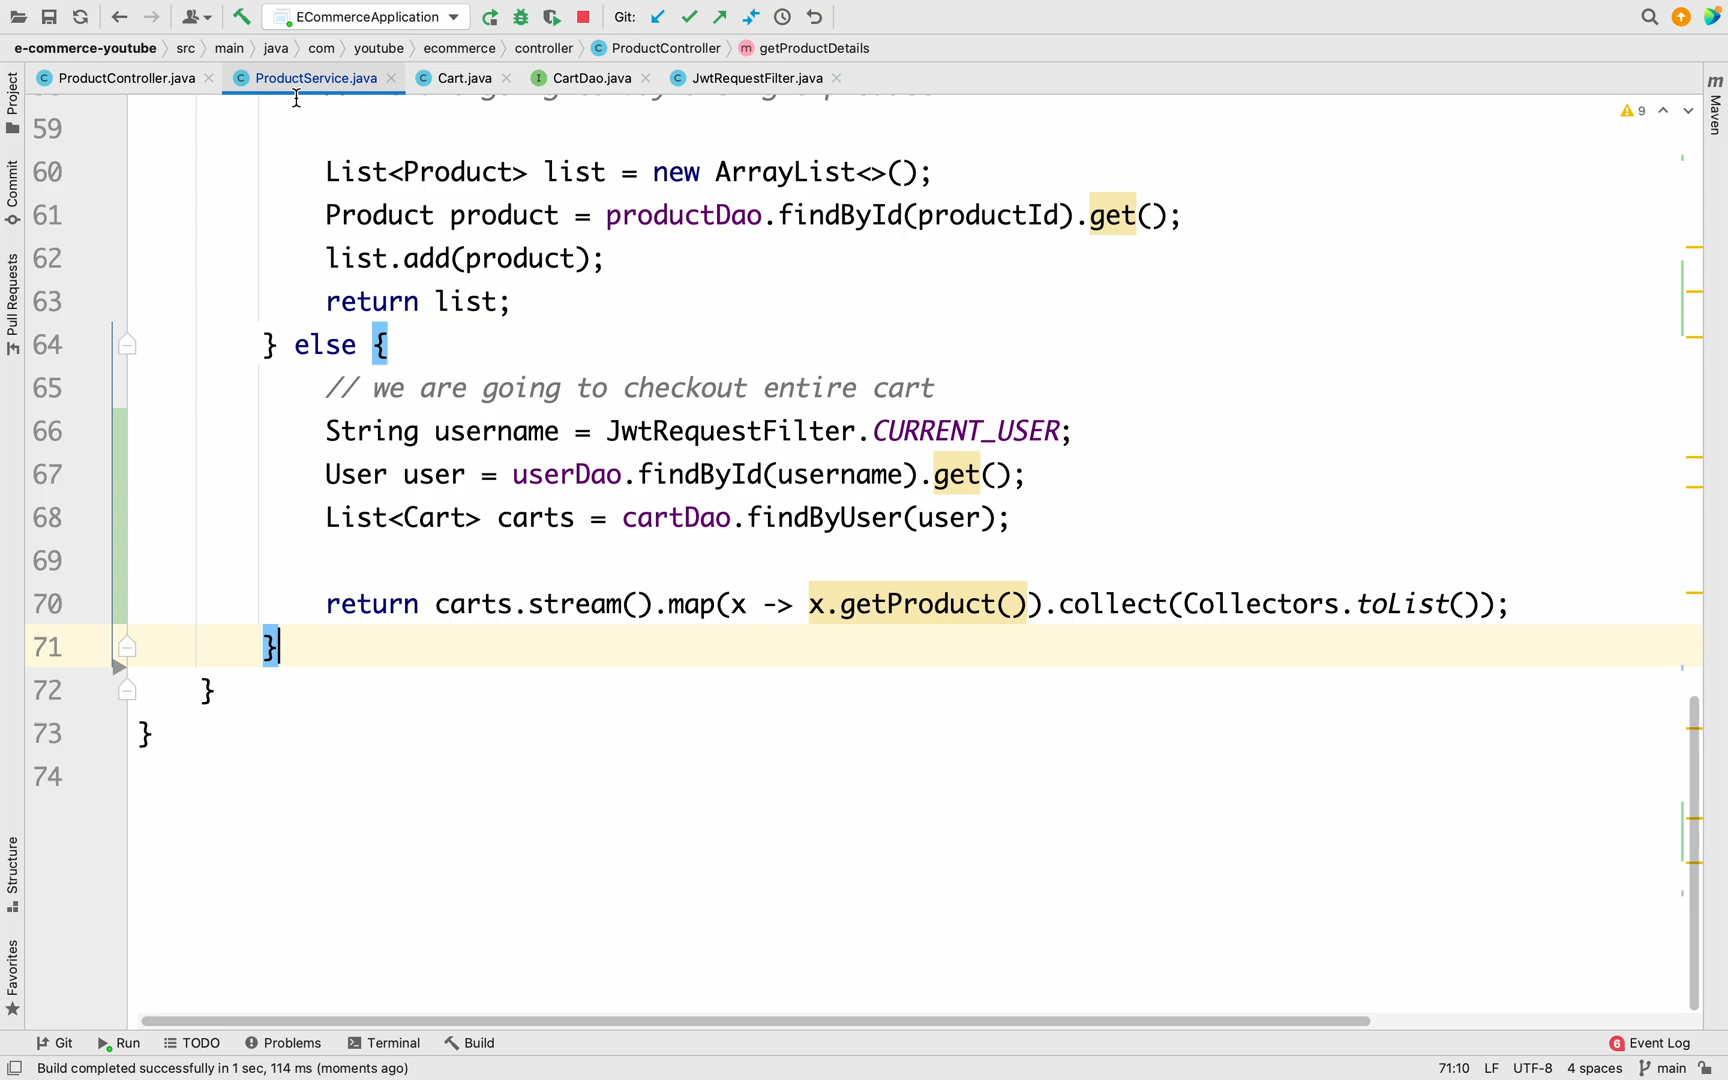 ECommerceApplication Git:
e-commerce-youtube src main java com youtube ecommerce controller ProductController getProductDetails
ProductController.java ProductService.java Cart.java CartDao.java JwtRequestFilter.java
Project
Commit
Pull Requests
Structure
Favorites
Maven
9
59
60 List<Product> list = new ArrayList<>();
61 Product product = productDao.findById(productId).get();
62 list.add(product);
63 return list;
64 } else {
65 // we are going to checkout entire cart
66 String username = JwtRequestFilter.CURRENT_USER;
67 User user = userDao.findById(username).get();
68 List<Cart> carts = cartDao.findByUser(user);
69
70 return carts.stream().map(x -> x.getProduct()).collect(Collectors.toList());
71 }
72 }
73 }
74
Git Run TODO Problems Terminal Build 6 Event Log
Build completed successfully in 1 sec, 114 ms (moments ago) 71:10 LF UTF-8 4 spaces main